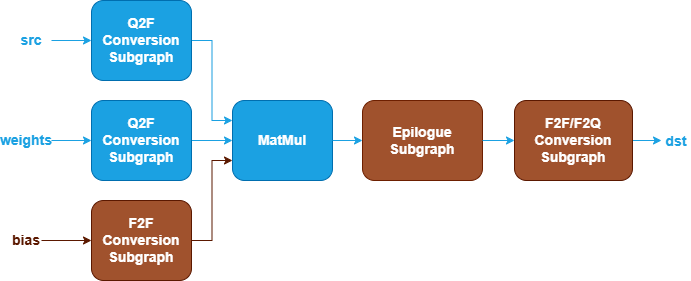 src
Q2F
Conversion
Subgraph
weights
Q2F
Conversion
Subgraph
bias
F2F
Conversion
Subgraph
MatMul
Epilogue
Subgraph
F2F/F2Q
Conversion
Subgraph
dst